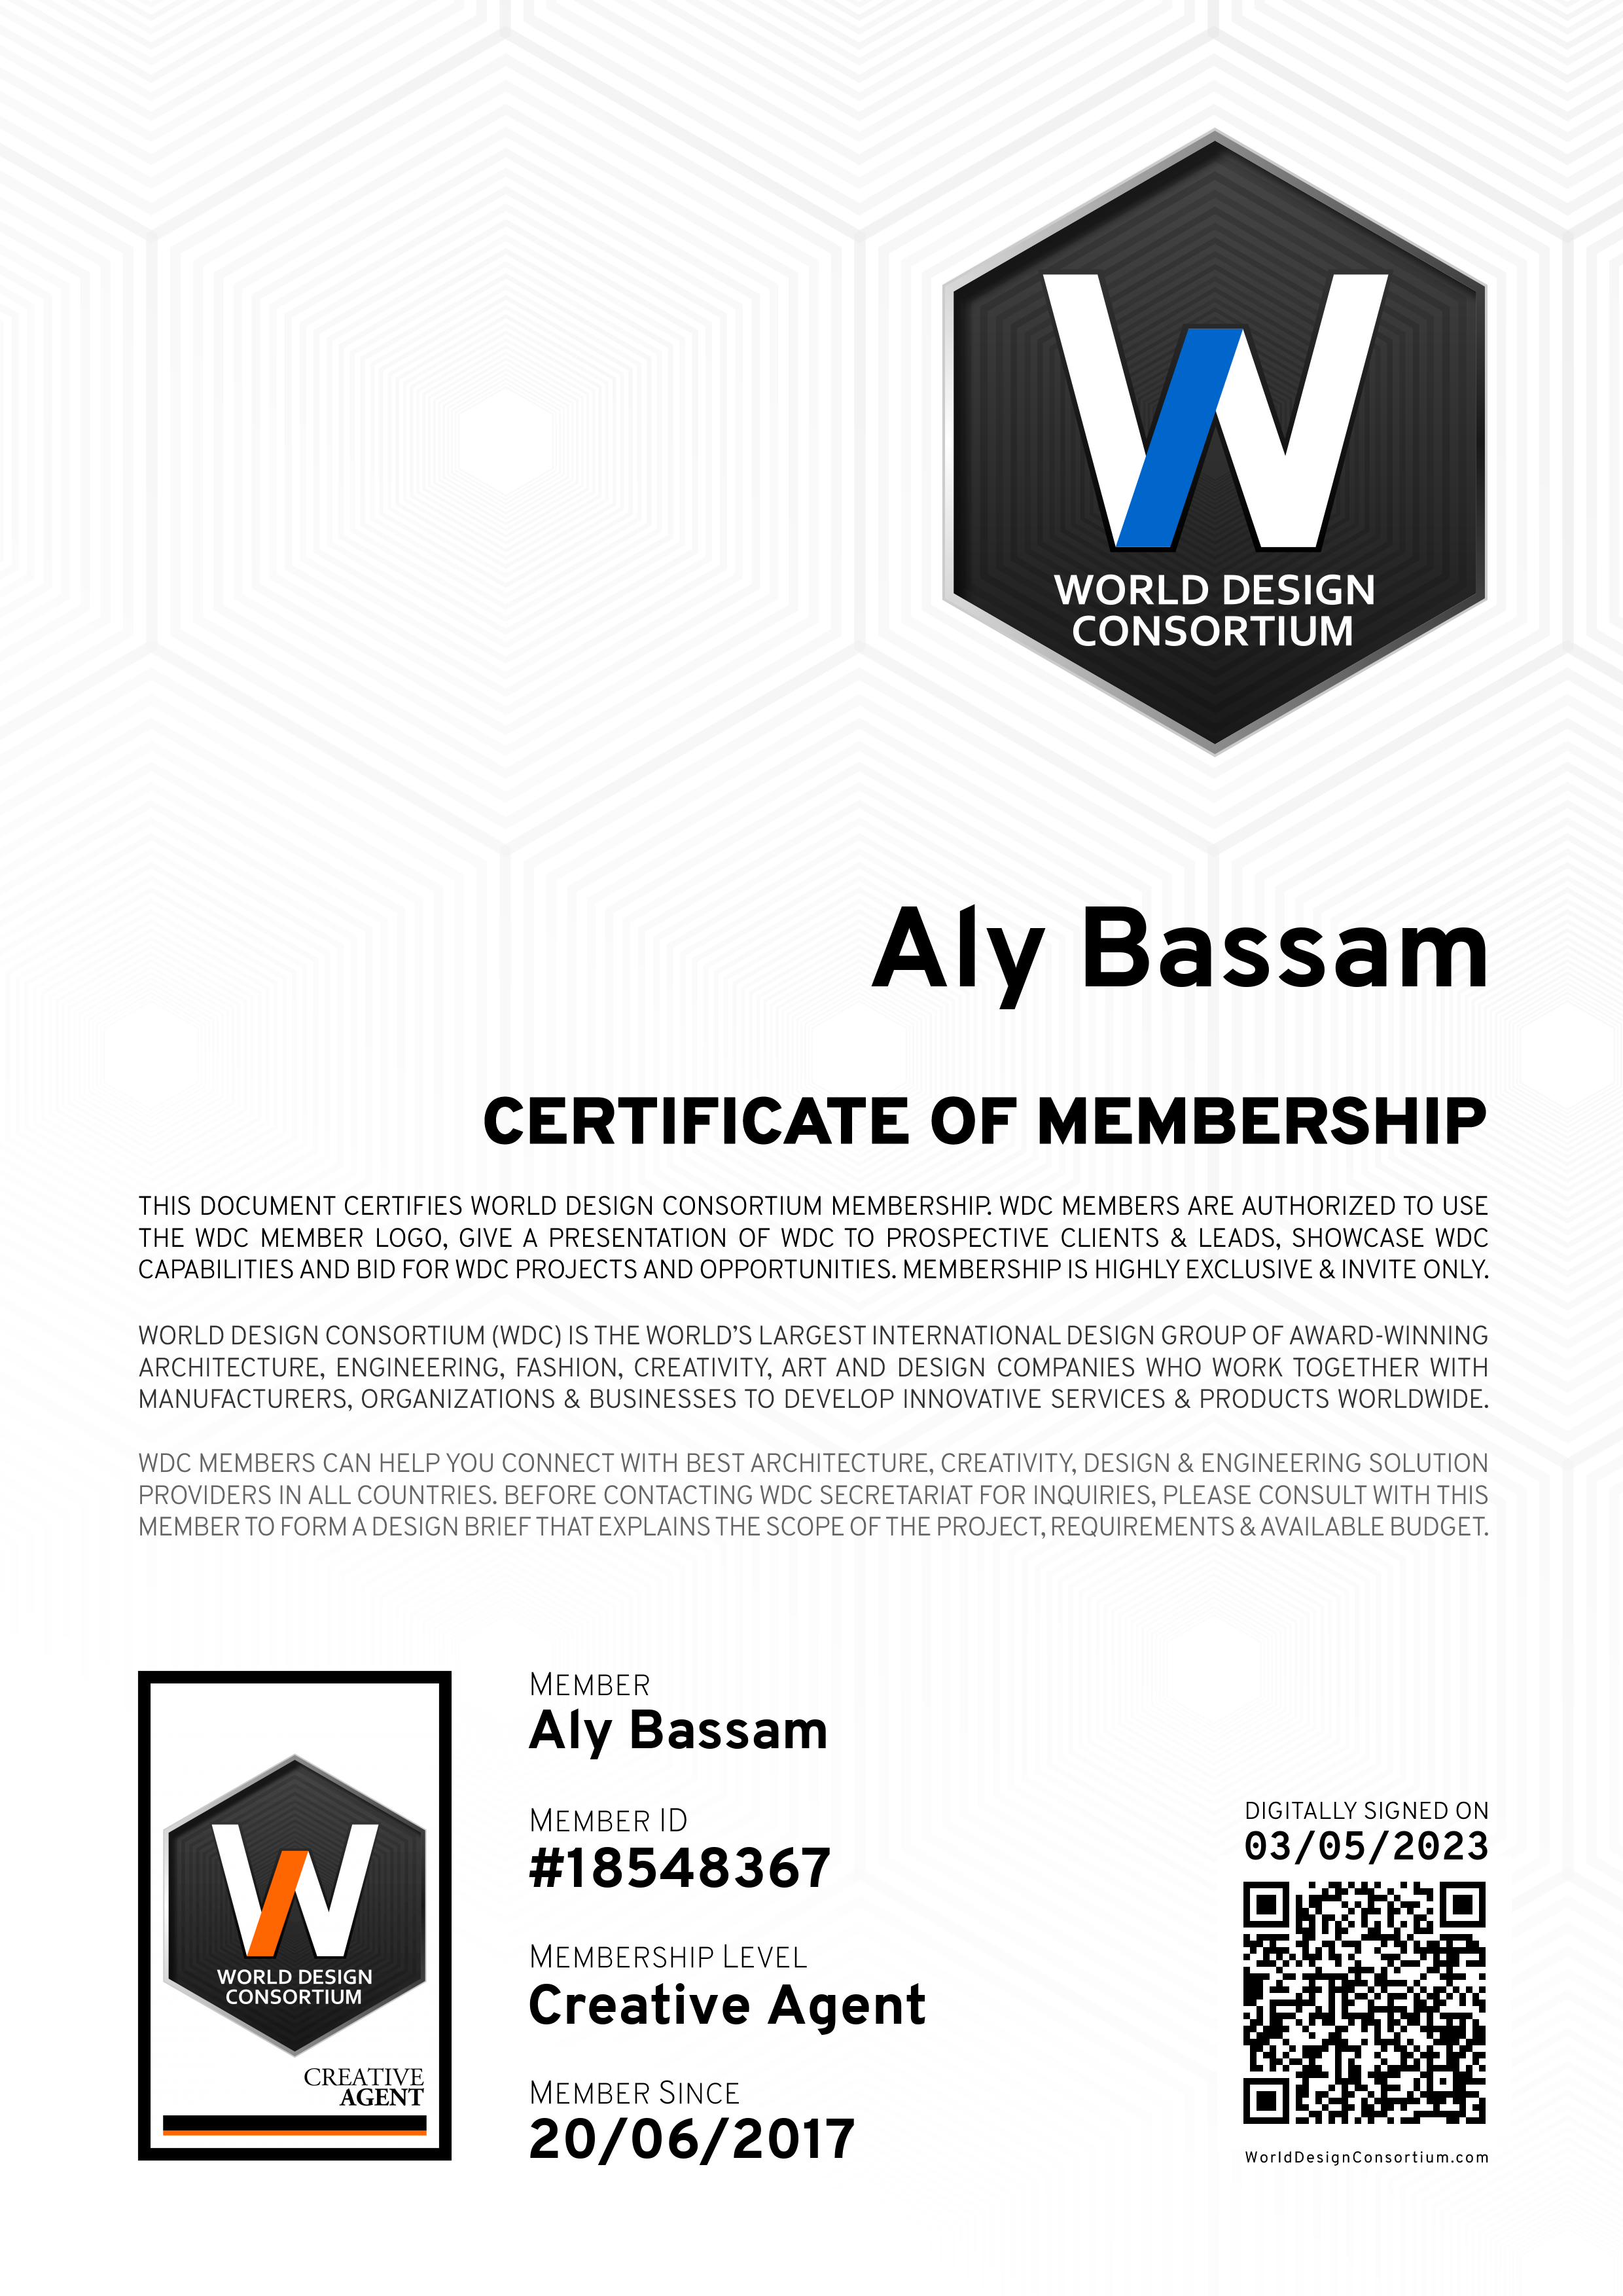 WORLD DESIGN
CONSORTIUM
Aly Bassam
CERTIFICATE OF MEMBERSHIP
THIS DOCUMENT CERTIFIES WORLD DESIGN CONSORTIUM MEMBERSHIP. WDC MEMBERS ARE AUTHORIZED TO USE
THE WDC MEMBER LOGO, GIVE A PRESENTATION OF WDC TO PROSPECTIVE CLIENTS & LEADS, SHOWCASE WDC
CAPABILITIES AND BID FOR WDC PROJECTS AND OPPORTUNITIES. MEMBERSHIP IS HIGHLY EXCLUSIVE & INVITE ONLY.
WORLD DESIGN CONSORTIUM (WDC) IS THE WORLD'S LARGEST INTERNATIONAL DESIGN GROUP OF AWARD-WINNING
ARCHITECTURE, ENGINEERING, FASHION, CREATIVITY, ART AND DESIGN COMPANIES WHO WORK TOGETHER WITH
MANUFACTURERS, ORGANIZATIONS & BUSINESSES TO DEVELOP INNOVATIVE SERVICES & PRODUCTS WORLDWIDE.
WDC MEMBERS CAN HELP YOU CONNECT WITH BEST ARCHITECTURE, CREATIVITY, DESIGN & ENGINEERING SOLUTION
PROVIDERS IN ALL COUNTRIES. BEFORE CONTACTING WDC SECRETARIAT FOR INQUIRIES, PLEASE CONSULT WITH THIS
MEMBER TO FORM A DESIGN BRIEF THAT EXPLAINS THE SCOPE OF THE PROJECT, REQUIREMENTS & AVAILABLE BUDGET.
WORLD DESIGN
CONSORTIUM
CREATIVE
AGENT
MEMBER
Aly Bassam
MEMBER ID
#18548367
MEMBERSHIP LEVEL
Creative Agent
MEMBER SINCE
20/06/2017
DIGITALLY SIGNED ON
03/05/2023
WorldDesignConsortium.com